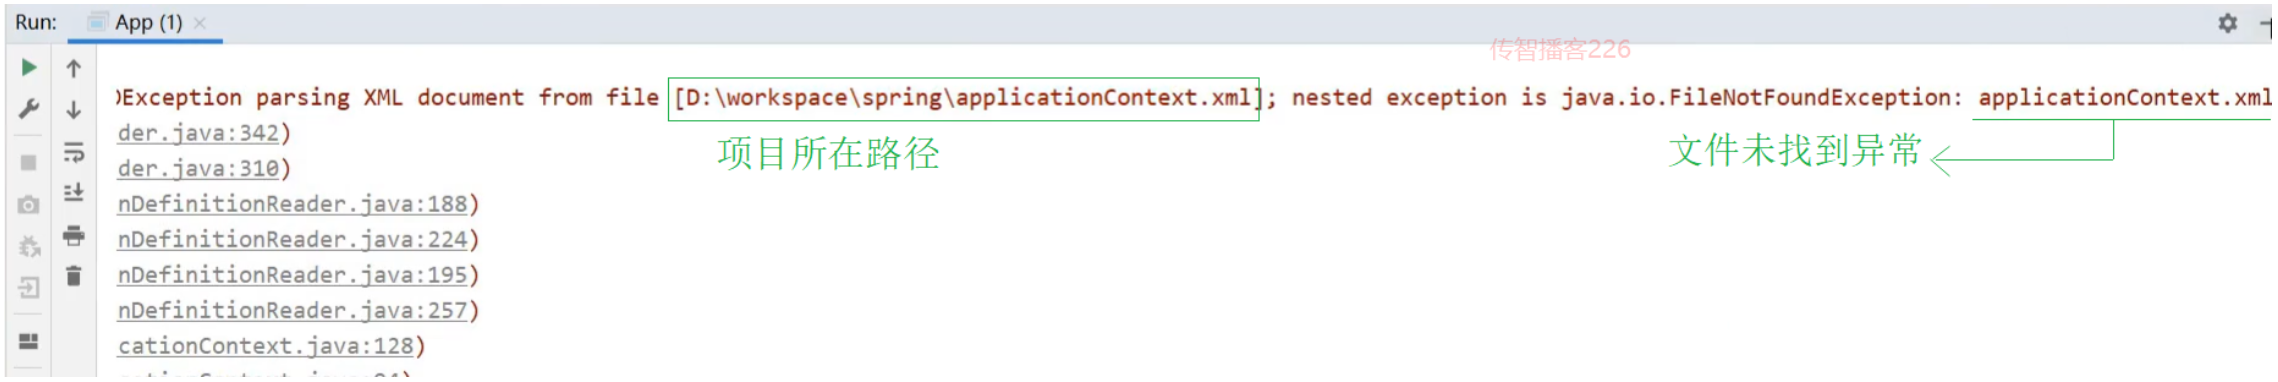 Run: App (1)
传智播客226
Exception parsing XML document from file [D:\workspace\spring\applicationContext.xml]; nested exception is java.io.FileNotFoundException: applicationContext.xml
der.java:342)
项目所在路径
文件未找到异常
der.java:310)
nDefinitionReader.java:188)
nDefinitionReader.java:224)
nDefinitionReader.java:195)
nDefinitionReader.java:257)
cationContext.java:128)